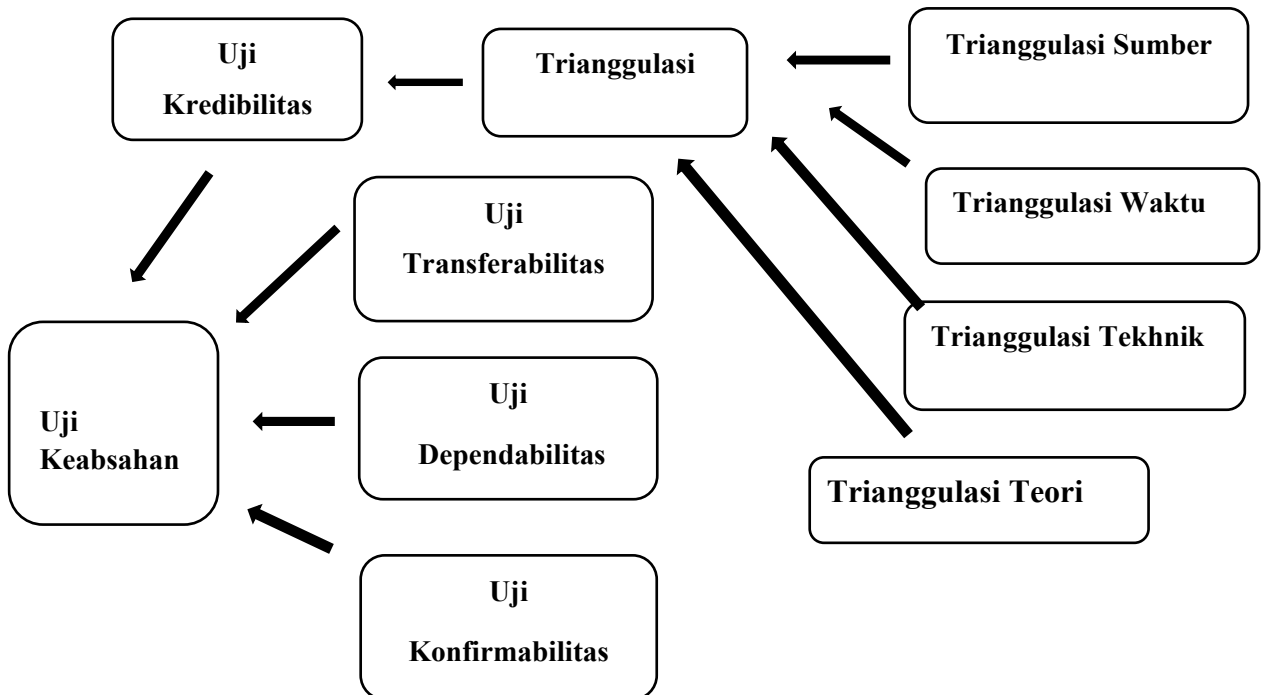 Uji
Kredibilitas
Trianggulasi
Trianggulasi Sumber
Trianggulasi Waktu
Uji
Transferabilitas
Trianggulasi Tekhnik
Uji
Keabsahan
Uji
Dependabilitas
Trianggulasi Teori
Uji
Konfirmabilitas